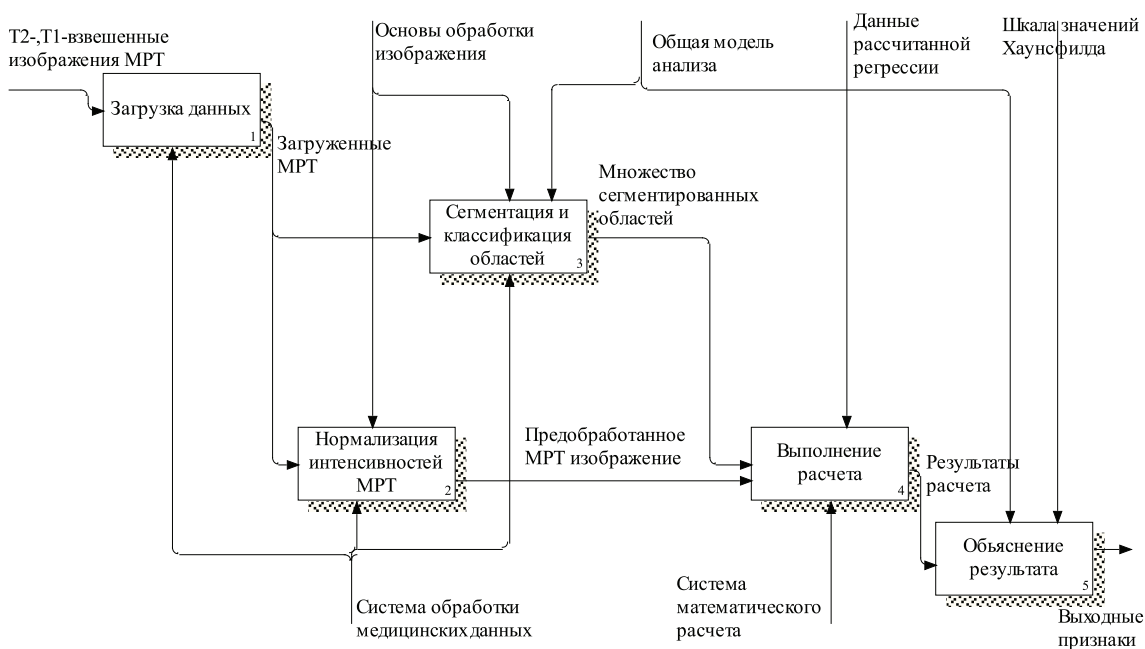 Т2-,Т1-взвешенные
изображения МРТ
Основы обработки
изображения
Общая модель
анализа
Данные
рассчитанной
регрессии
Шкала значений
Хаунсфилда
Загрузка данных
1
Загруженные
МРТ
Множество
сегментированных
областей
Сегментация и
классификация
областей
3
Нормализация
интенсивностей
МРТ
2
Предобработанное
МРТ изображение
Выполнение
расчета
4
Результаты
расчета
Обьяснение
результата
5
Система обработки
медицинских данных
Система
математического
расчета
Выходные
признаки